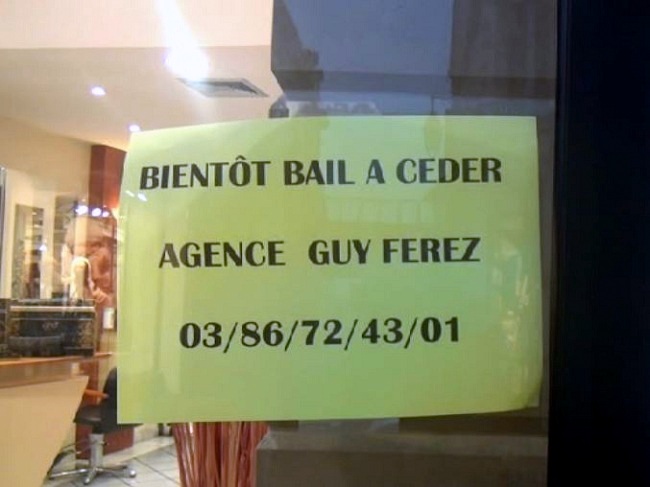 BIENTÔT BAIL A CEDER
AGENCE GUY FEREZ
03/86/72/43/01